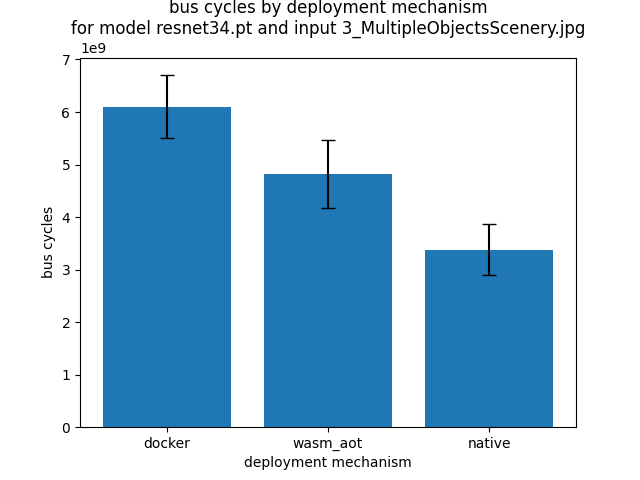 bus cycles by deployment mechanism
for model resnet34.pt and input 3_MultipleObjectsScenery.jpg
1e9
7
6
5
4
3
2
1
0
bus cycles
docker wasm_aot native
deployment mechanism